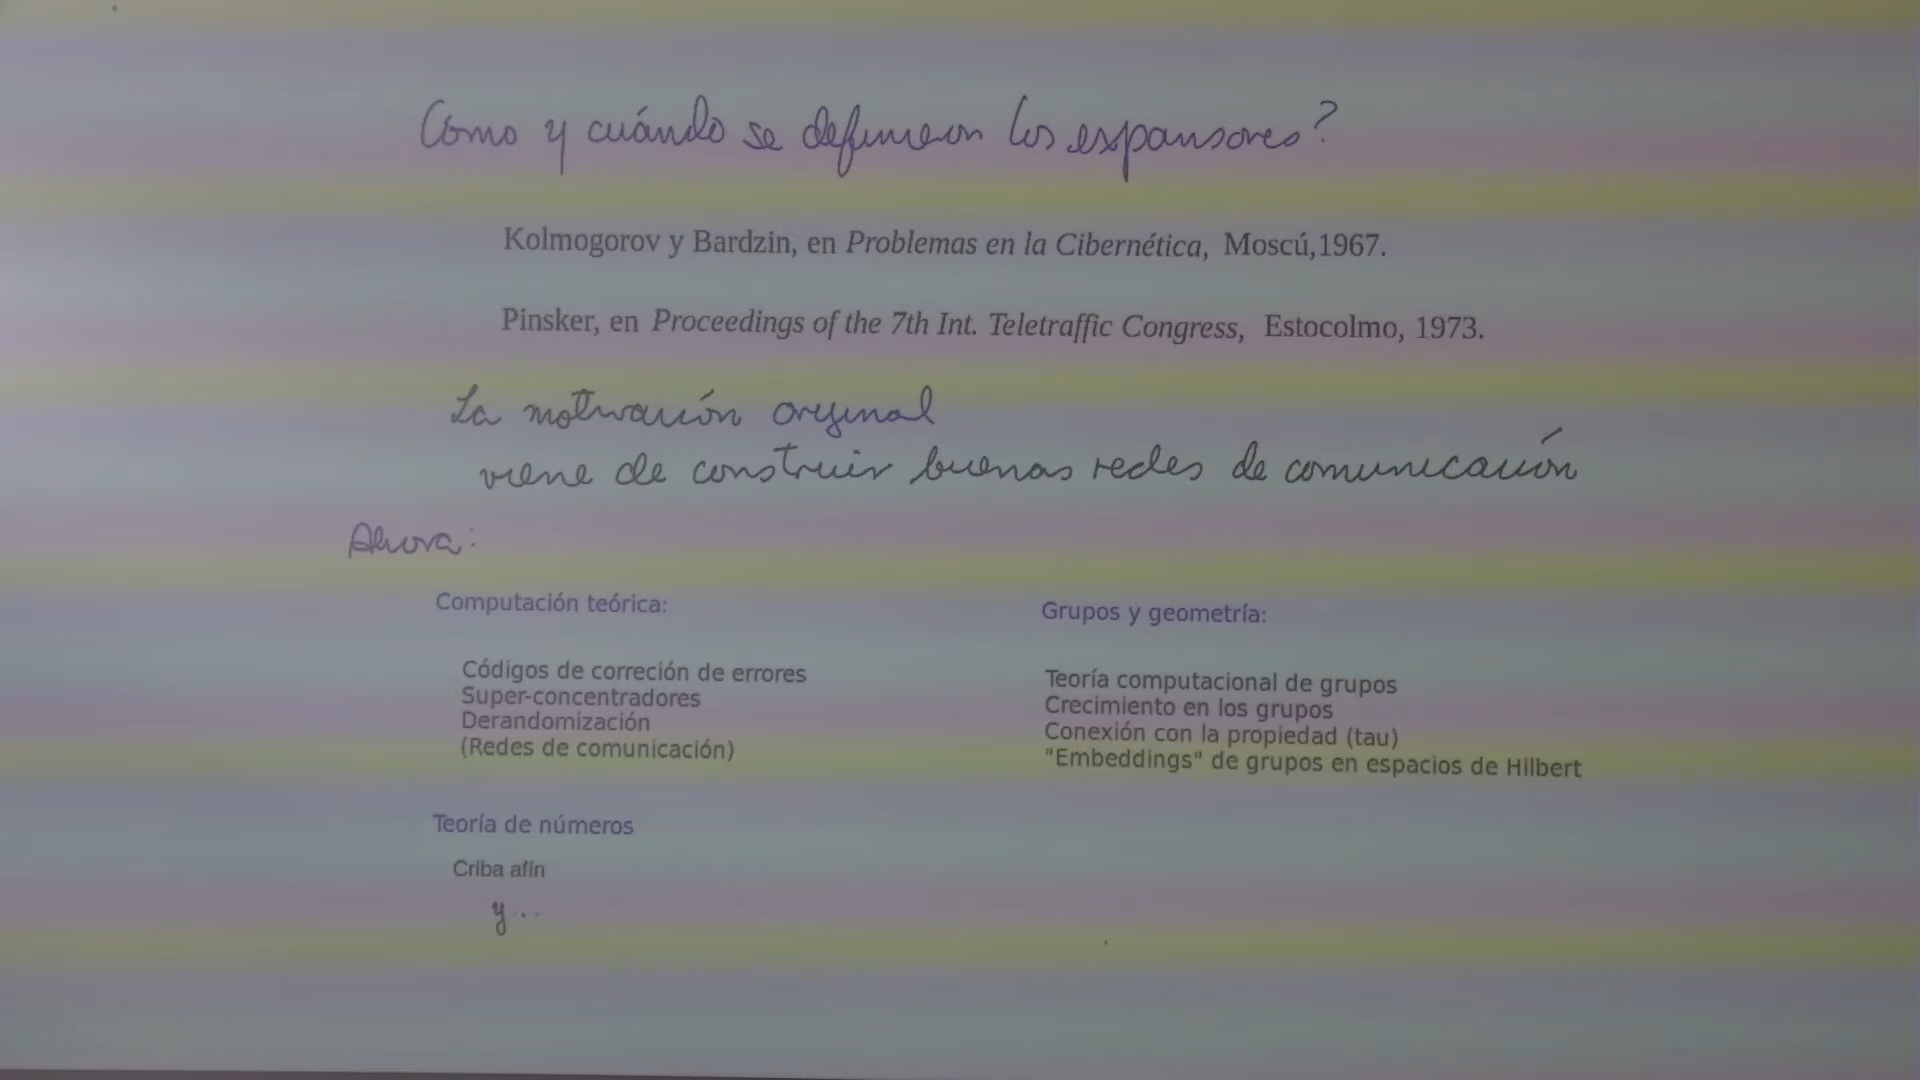 Cómo y cuándo se definieron los expansores?
Kolmogorov y Bardzin, en Problemas en la Cibernética, Moscú,1967.
Pinsker, en Proceedings of the 7th Int. Teletraffic Congress, Estocolmo, 1973.
La motivación original
viene de construir buenas redes de comunicación
Ahora:
Computación teórica:
Códigos de correción de errores
Super-concentradores
Derandomización
(Redes de comunicación)
Grupos y geometría:
Teoría computacional de grupos
Crecimiento en los grupos
Conexión con la propiedad (tau)
"Embeddings" de grupos en espacios de Hilbert
Teoría de números
Criba afín
y...